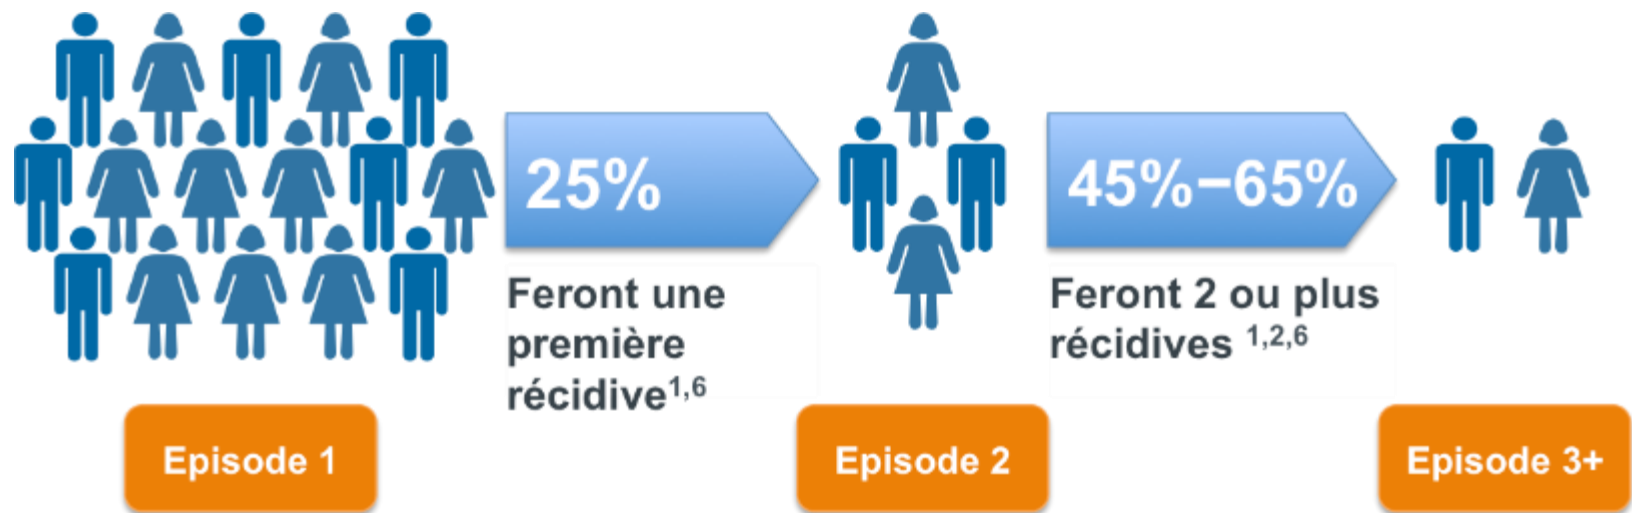 25%
Feront une
première
récidive1,6
45%–65%
Feront 2 ou plus
récidives 1,2,6
Episode 1
Episode 2
Episode 3+